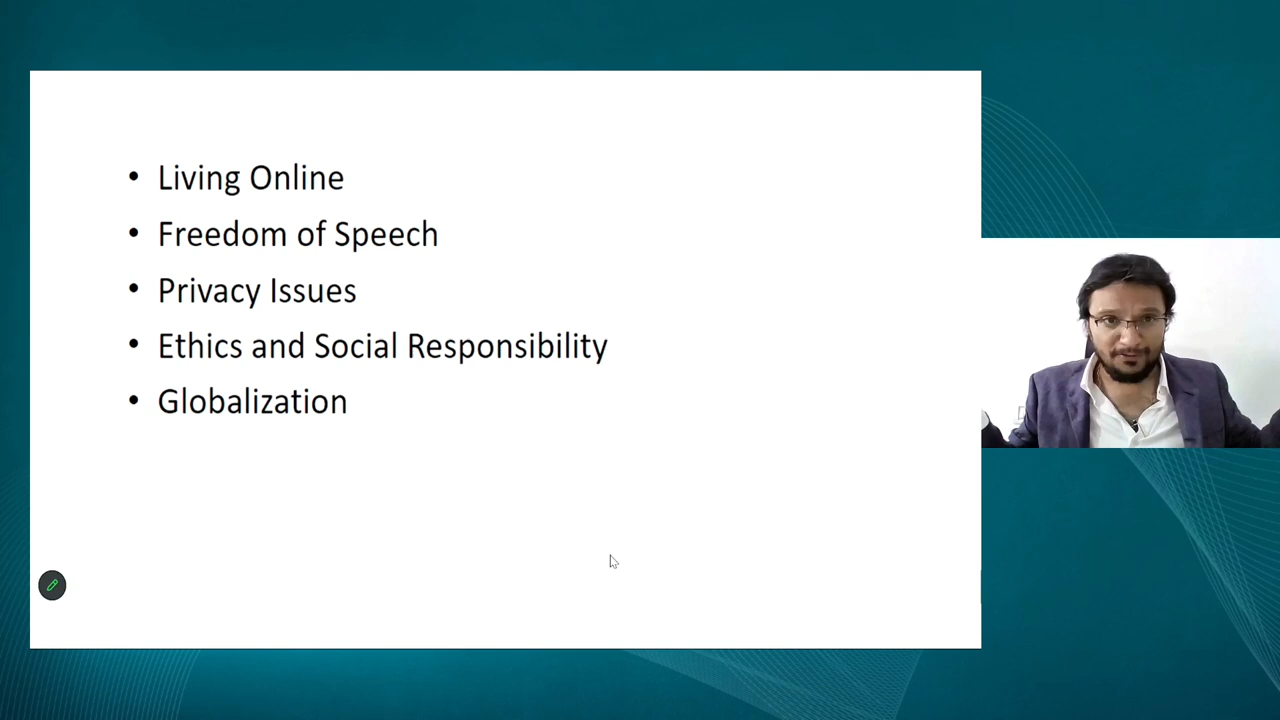 • Living Online
• Freedom of Speech
• Privacy Issues
• Ethics and Social Responsibility
• Globalization